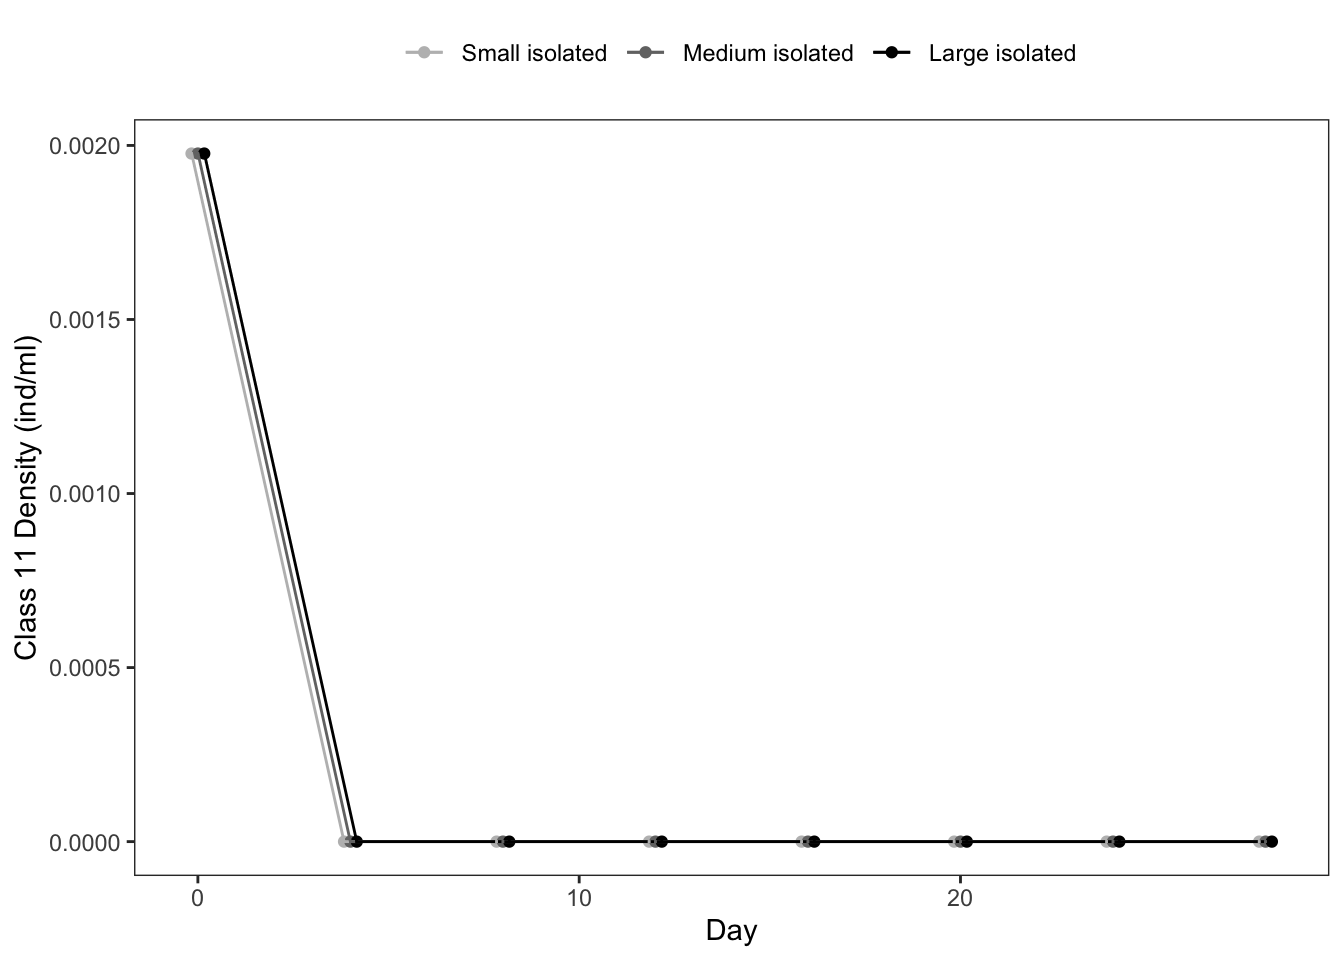 Small isolated Medium isolated Large isolated
0.0020
0.0015
0.0010
0.0005
0.0000
Class 11 Density (ind/ml)
0 10 20
Day